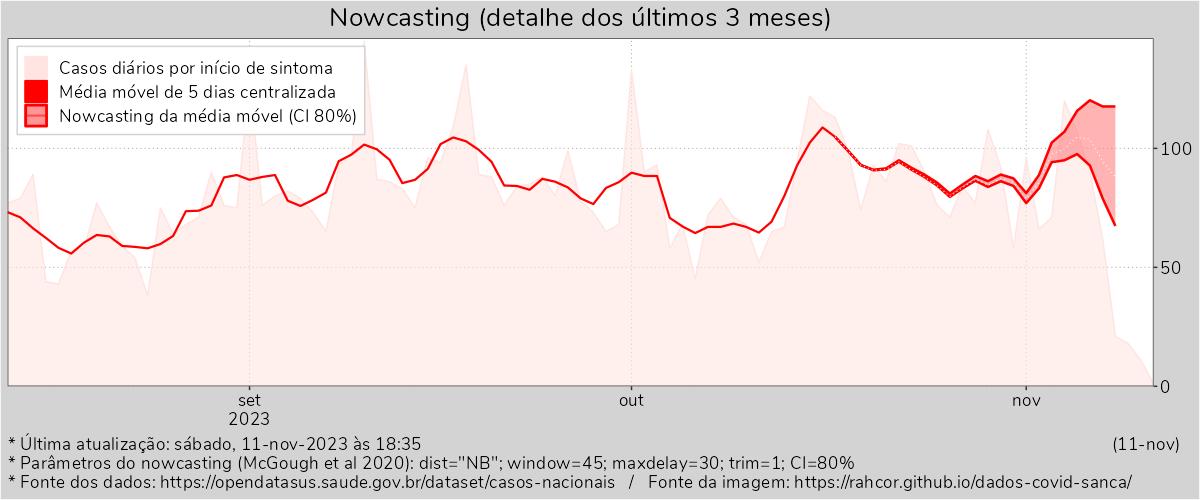 Nowcasting (detalhe dos últimos 3 meses)
Casos diários por início de sintoma
Média móvel de 5 dias centralizada
Nowcasting da média móvel (CI 80%)
100
50
0
set
2023
out
nov
* Última atualização: sábado, 11-nov-2023 às 18:35
(11-nov)
* Parâmetros do nowcasting (McGough et al 2020): dist="NB"; window=45; maxdelay=30; trim=1; CI=80%
* Fonte dos dados: https://opendatasus.saude.gov.br/dataset/casos-nacionais / Fonte da imagem: https://rahcor.github.io/dados-covid-sanca/